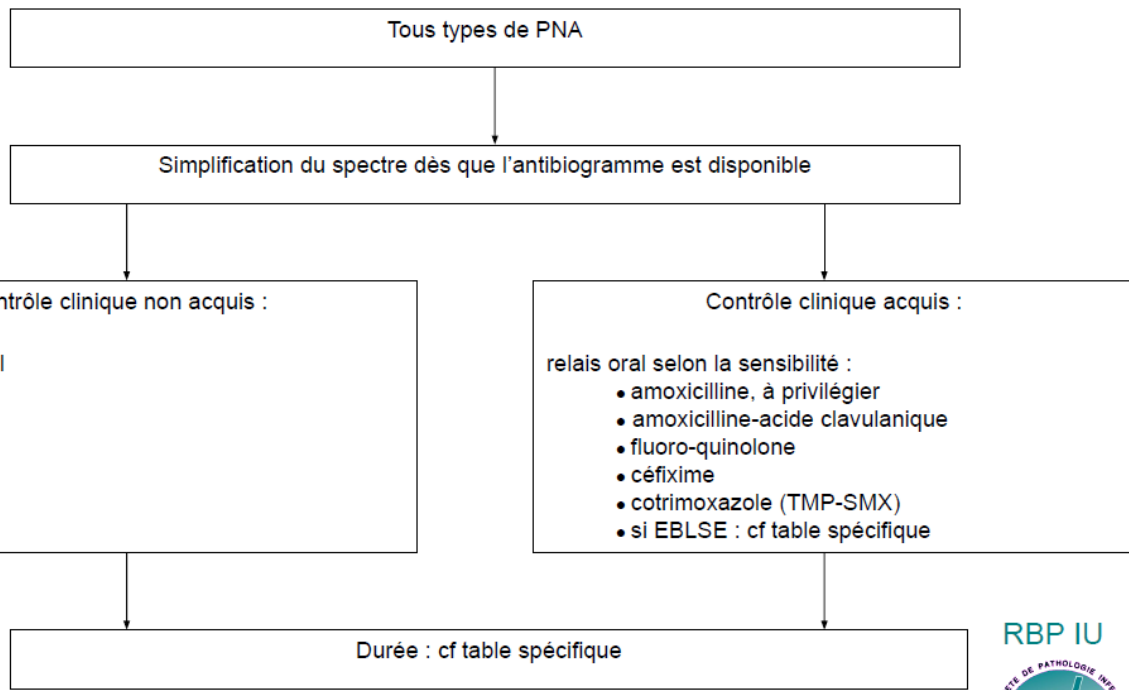 Tous types de PNA
Simplification du spectre dès que l'antibiogramme est disponible
ntrôle clinique non acquis :
l
Contrôle clinique acquis :
relais oral selon la sensibilité :
• amoxicilline, à privilégier
• amoxicilline-acide clavulanique
• fluoro-quinolone
• céfixime
• cotrimoxazole (TMP-SMX)
• si EBLSE : cf table spécifique
Durée : cf table spécifique
RBP IU
DE PATHOLOGIE